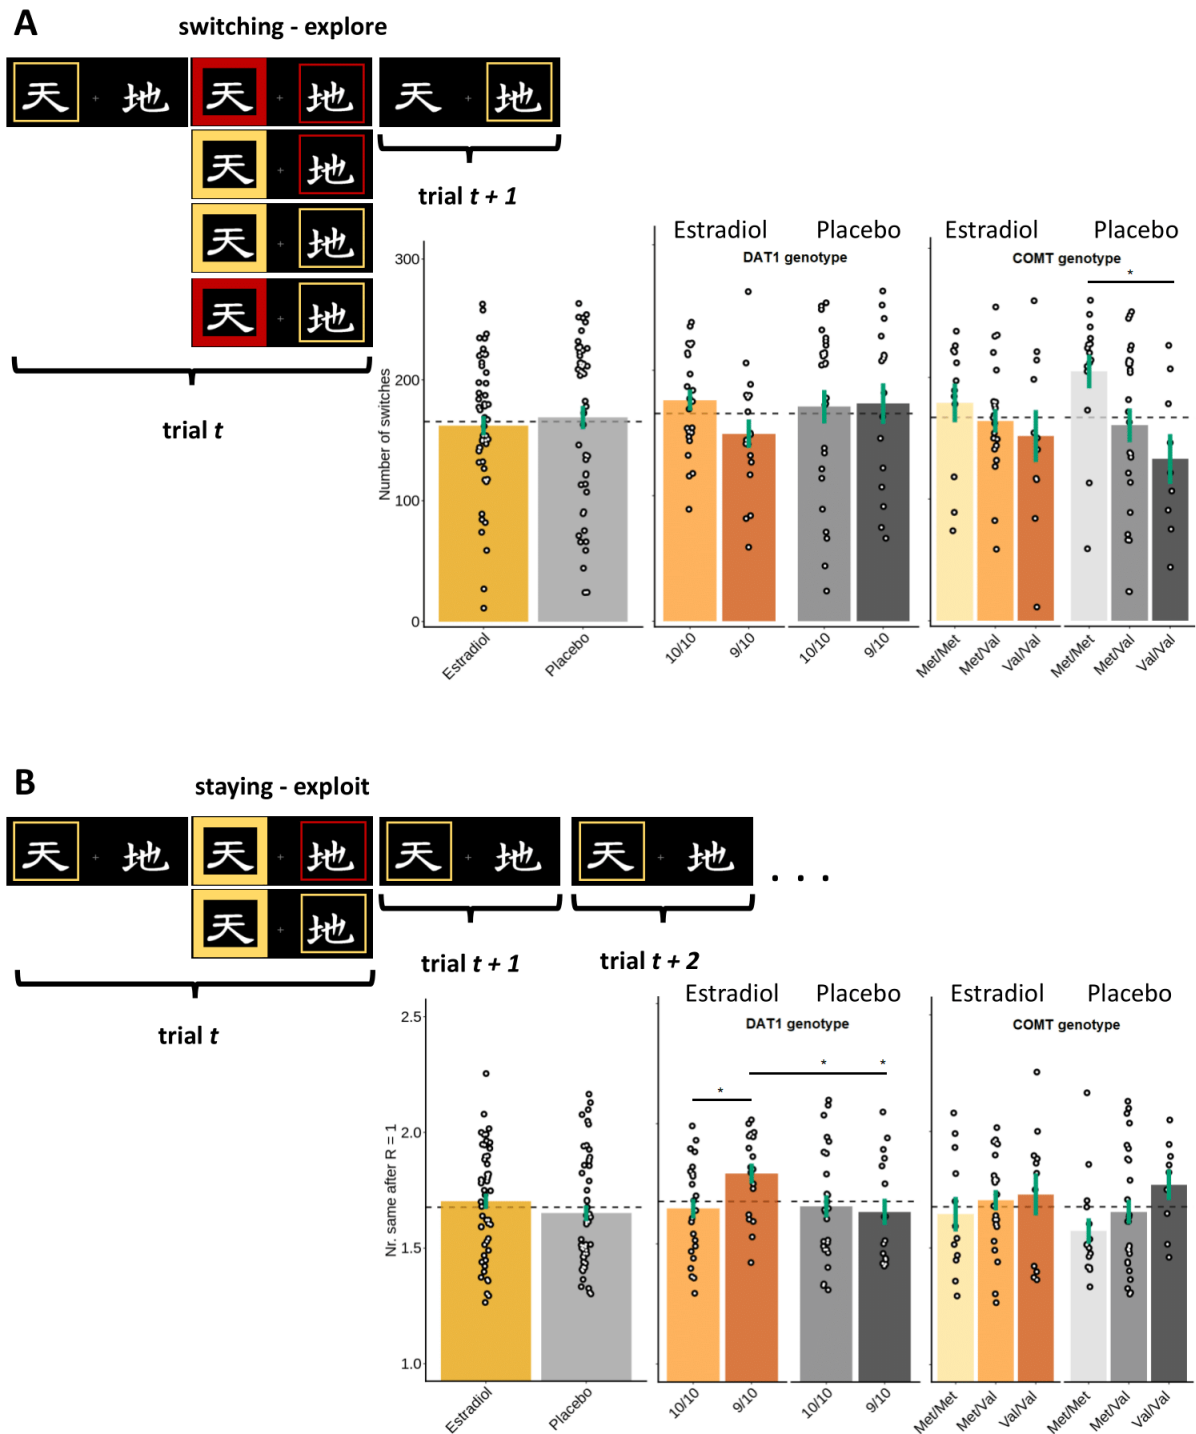 A
switching - explore
天 + 地 天 + 地 天 + 地
天 + 地
trial t + 1
天 + 地
天 + 地
trial t
Estradiol Placebo Estradiol Placebo
DAT1 genotype COMT genotype
*
Number of switches
300
200
100
0
Estradiol Placebo 10/10 9/10 10/10 9/10 Met/Met Met/Val Val/Val Met/Met Met/Val Val/Val
B
staying - exploit
天 + 地 天 + 地 天 + 地 天 + 地 . . .
天 + 地
trial t + 1 trial t + 2
trial t
Estradiol Placebo Estradiol Placebo
DAT1 genotype COMT genotype
* * *
Nr. same after R = 1
2.5
2.0
1.5
1.0
Estradiol Placebo 10/10 9/10 10/10 9/10 Met/Met Met/Val Val/Val Met/Met Met/Val Val/Val